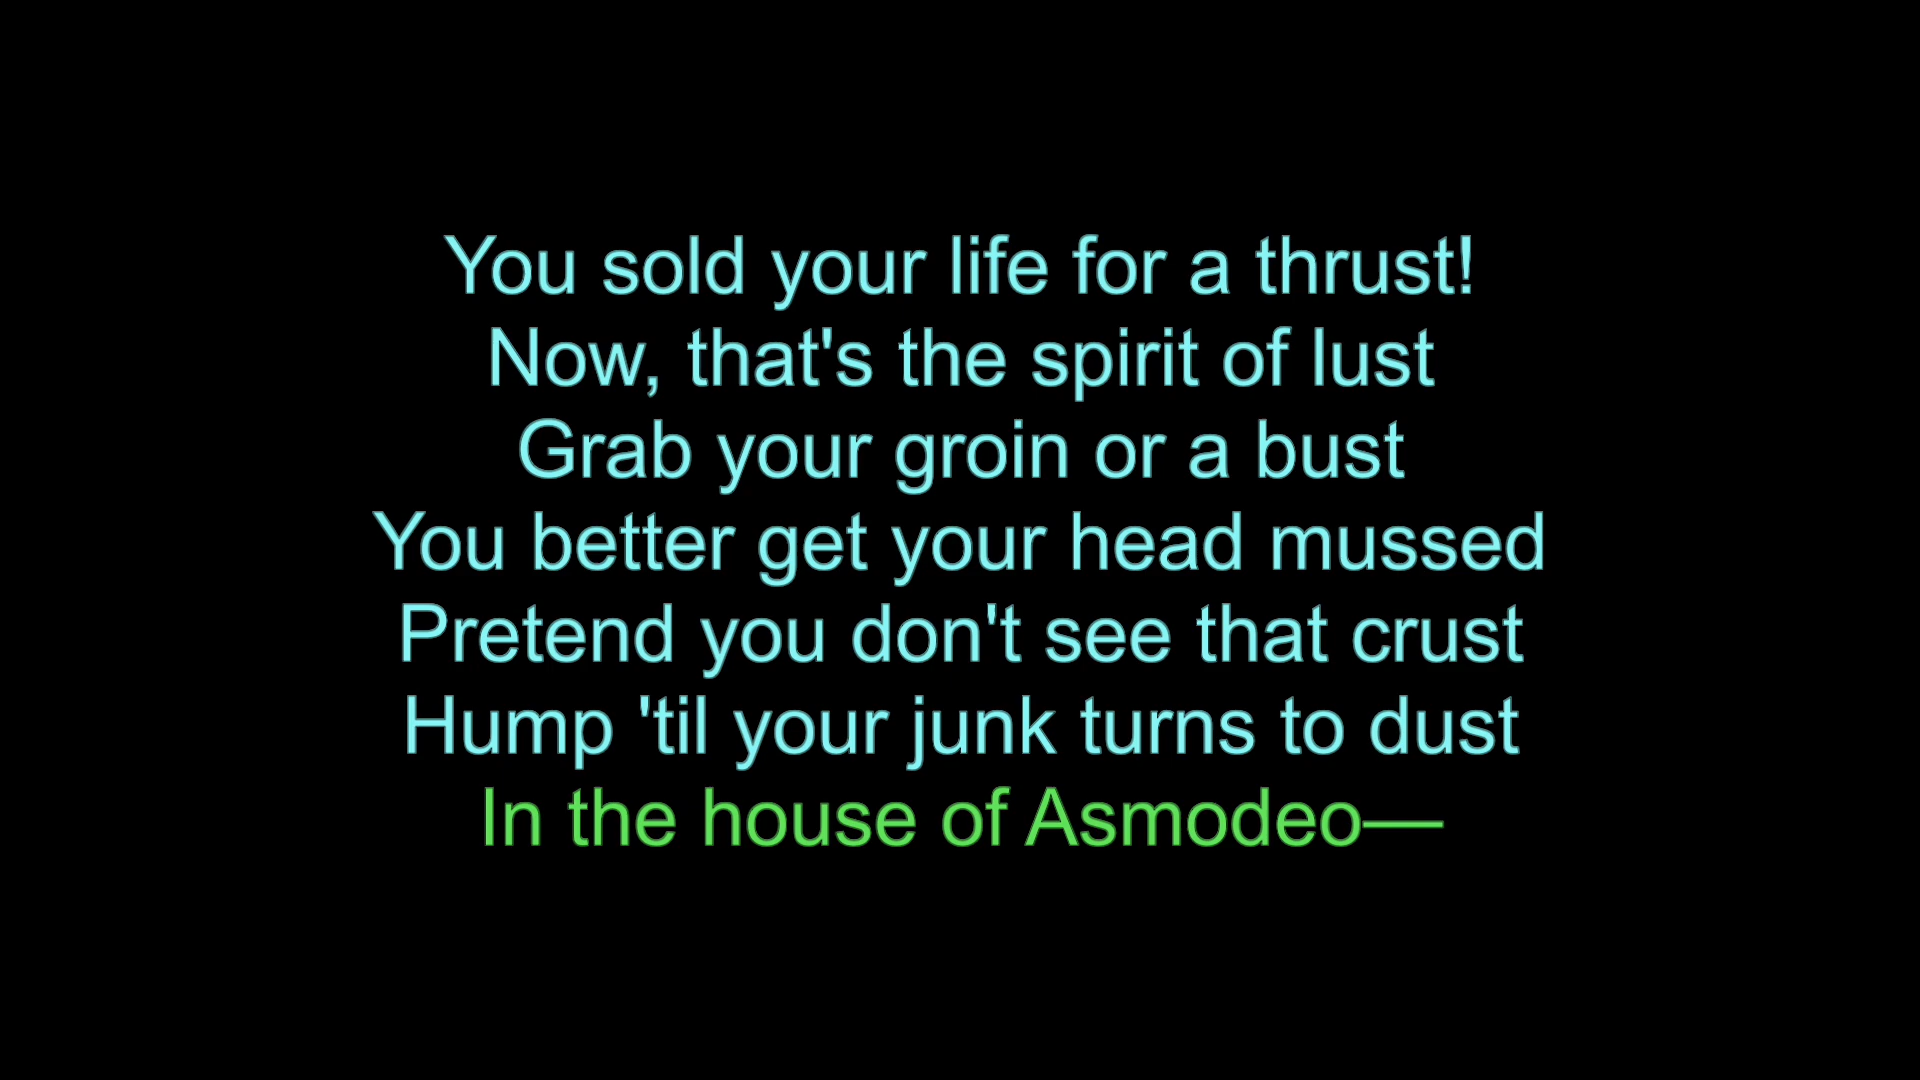 You sold your life for a thrust!
Now, that's the spirit of lust
Grab your groin or a bust
You better get your head mussed
Pretend you don't see that crust
Hump 'til your junk turns to dust
In the house of Asmodeo—